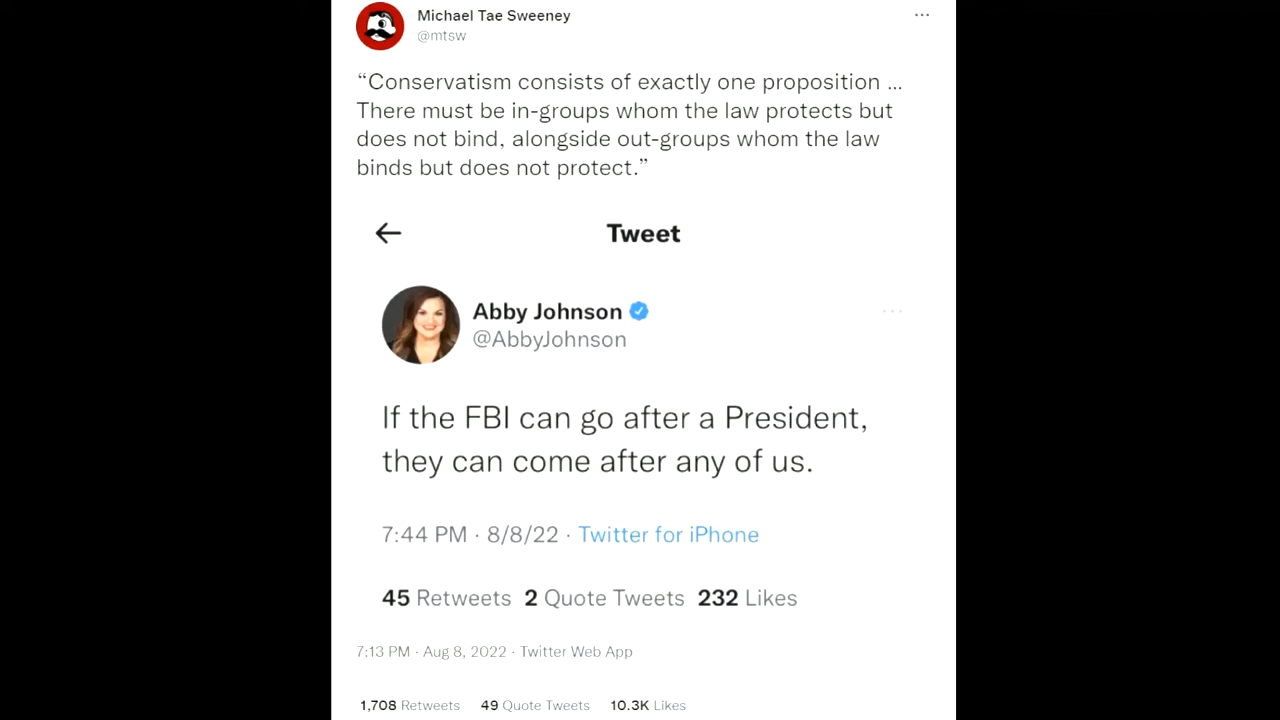 Michael Tae Sweeney
@mtsw
“Conservatism consists of exactly one proposition ...
There must be in-groups whom the law protects but
does not bind, alongside out-groups whom the law
binds but does not protect.”
Tweet
Abby Johnson
@AbbyJohnson
If the FBI can go after a President,
they can come after any of us.
7:44 PM · 8/8/22 · Twitter for iPhone
45 Retweets 2 Quote Tweets 232 Likes
7:13 PM · Aug 8, 2022 · Twitter Web App
1,708 Retweets 49 Quote Tweets 10.3K Likes